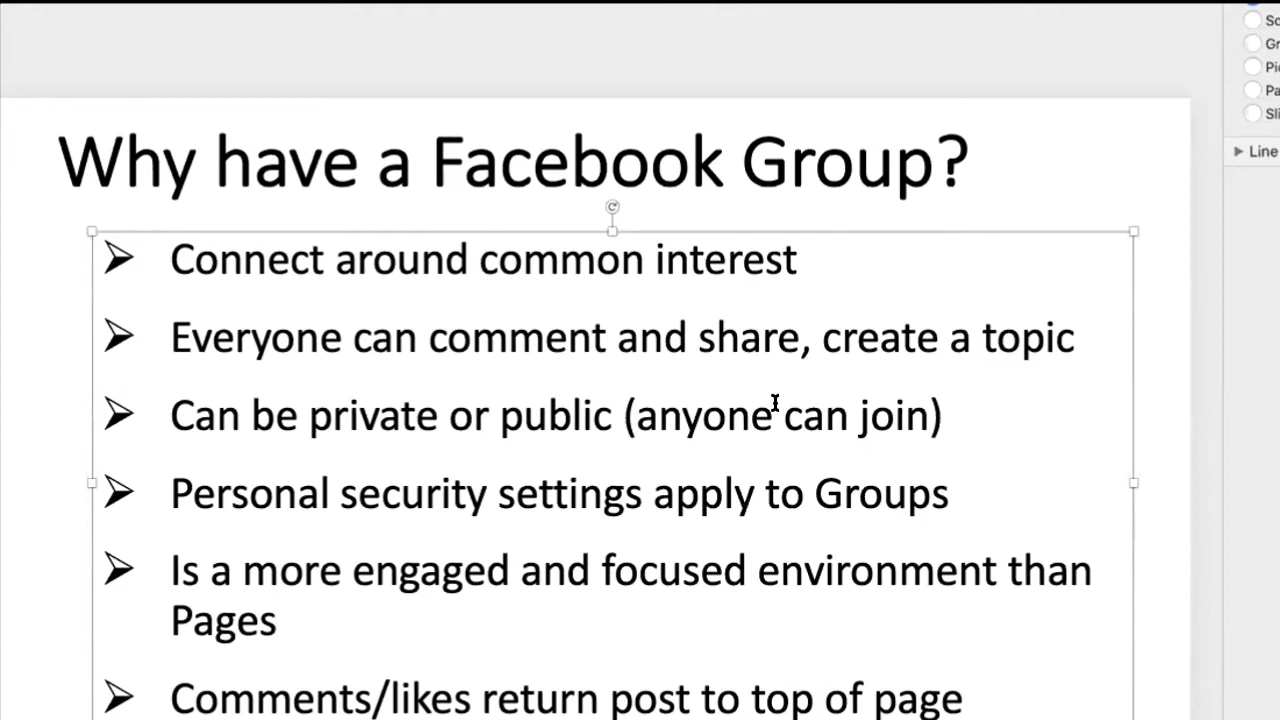 Why have a Facebook Group?
Connect around common interest
Everyone can comment and share, create a topic
Can be private or public (anyone can join)
Personal security settings apply to Groups
Is a more engaged and focused environment than
Pages
Comments/likes return post to top of page
Line